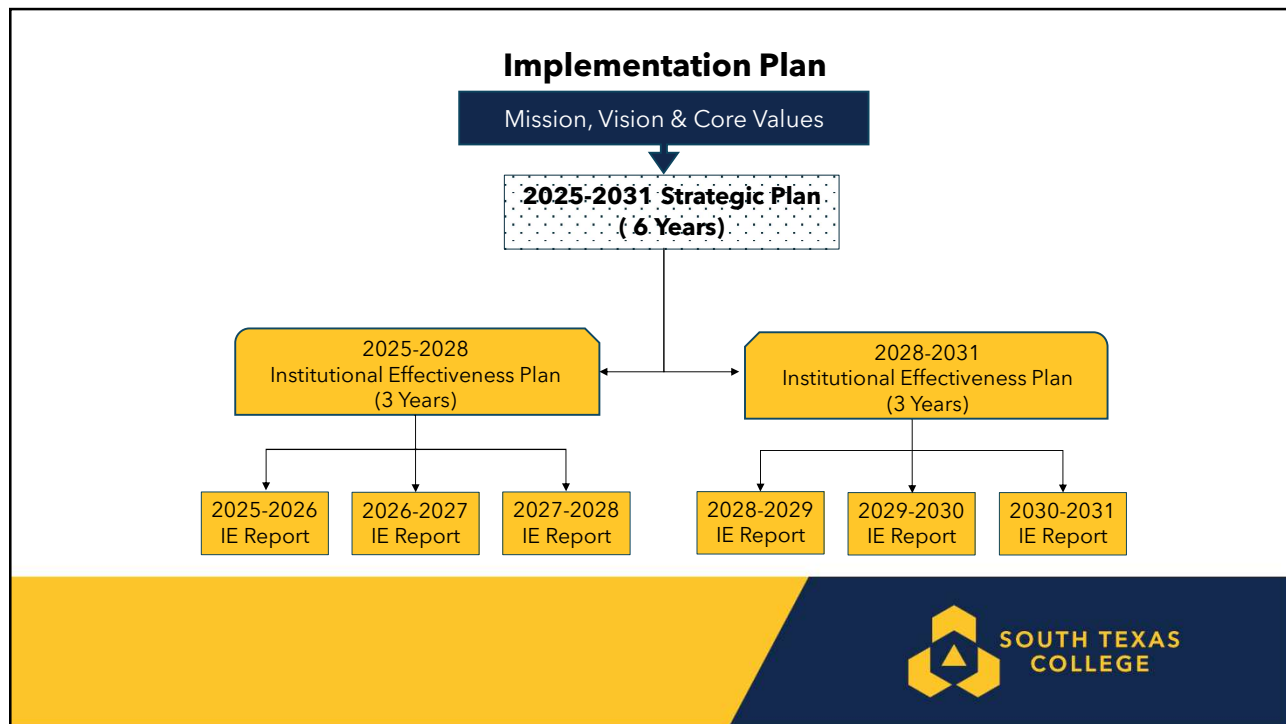 Implementation Plan
Mission, Vision & Core Values
2025-2031 Strategic Plan
( 6 Years)
2025-2028
Institutional Effectiveness Plan
(3 Years)
2028-2031
Institutional Effectiveness Plan
(3 Years)
2025-2026
IE Report
2026-2027
IE Report
2027-2028
IE Report
2028-2029
IE Report
2029-2030
IE Report
2030-2031
IE Report
SOUTH TEXAS
COLLEGE